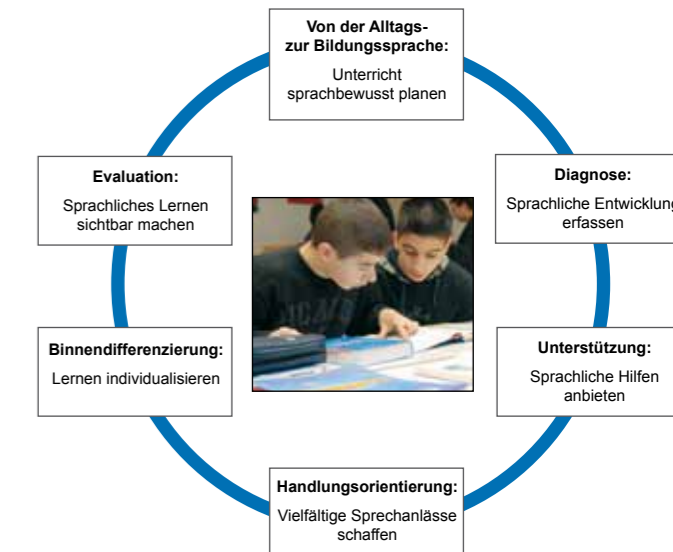 Von der Alltags-
zur Bildungssprache:
Unterricht
sprachbewusst planen
Diagnose:
Sprachliche Entwicklung
erfassen
Unterstützung:
Sprachliche Hilfen
anbieten
Handlungsorientierung:
Vielfältige Sprechanlässe
schaffen
Binnendifferenzierung:
Lernen individualisieren
Evaluation:
Sprachliches Lernen
sichtbar machen